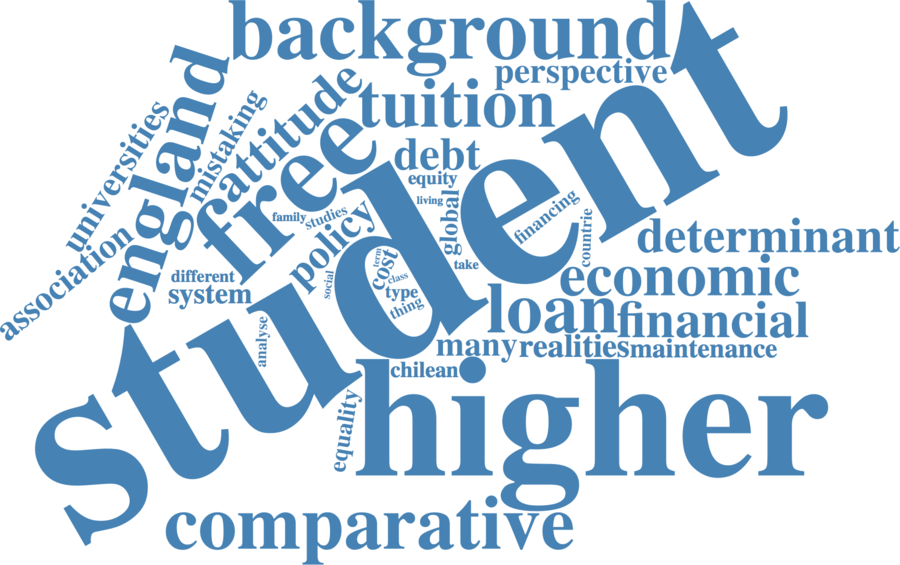 background
perspective
student
england
attitude
tuition
universities
mistaking
free
debt
equity
family
studies
living
global
financing
countrie
determinant
association
different
system
policy
social
term
cost
class
type
thing
take
economic
analyse
loan
financial
many
realities
maintenance
chilean
equality
higher
comparative